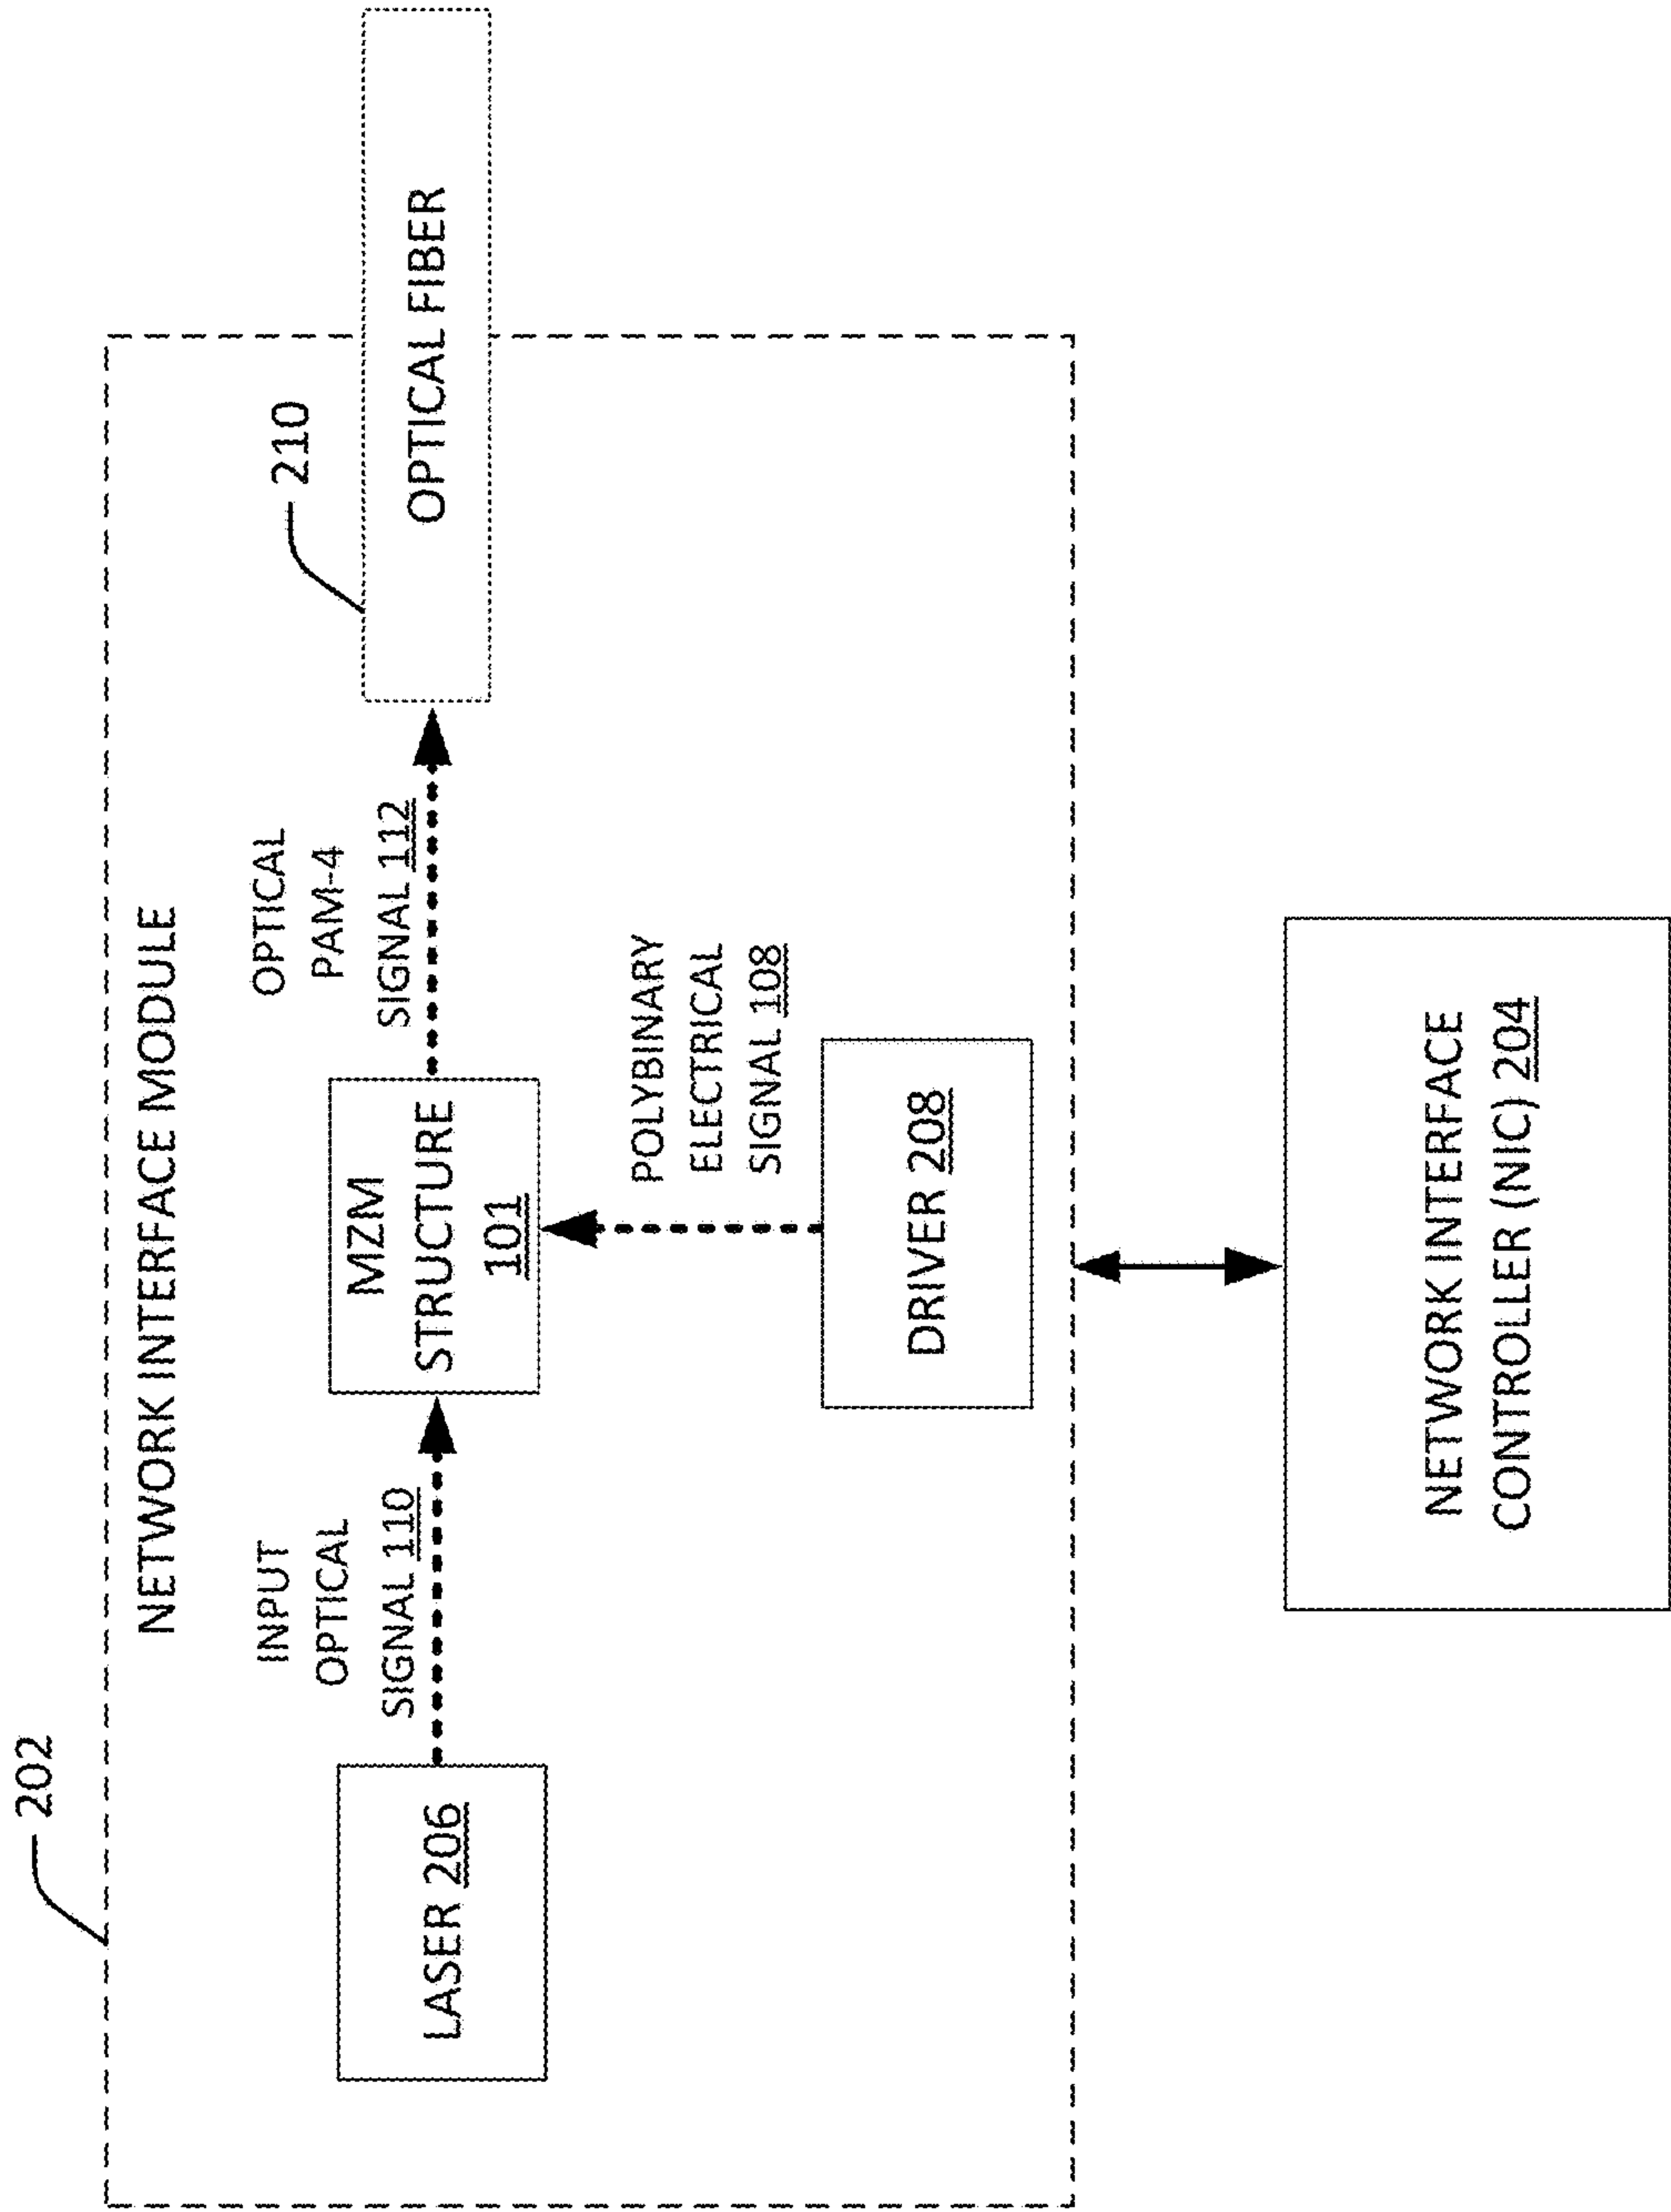 202
NETWORK INTERFACE MODULE
INPUT
OPTICAL
SIGNAL 110
OPTICAL
PAM-4
SIGNAL 112
210
LASER 206
MZM
STRUCTURE
101
OPTICAL FIBER
POLYBINARY
ELECTRICAL
SIGNAL 108
DRIVER 208
NETWORK INTERFACE
CONTROLLER (NIC) 204